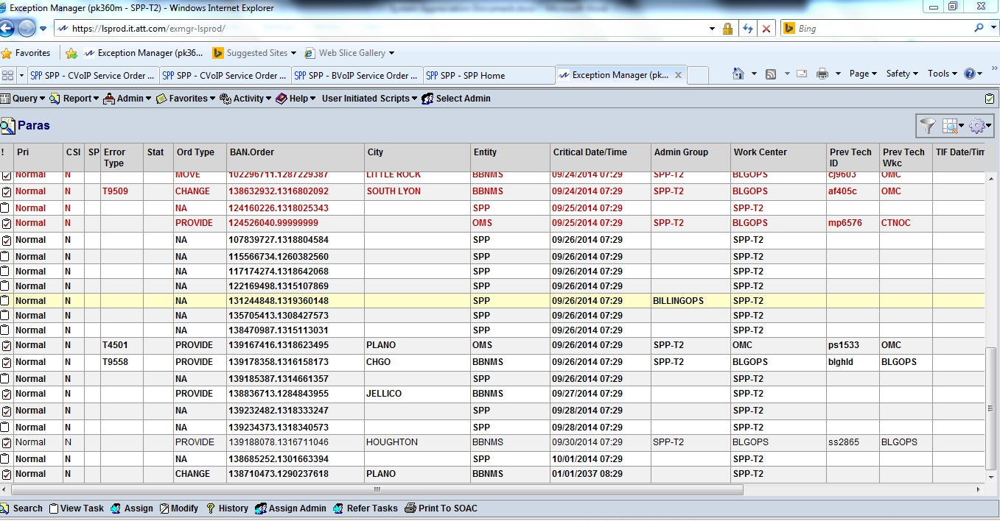 Exception Manager (pk360m - SPP-T2) - Windows Internet Explorer
https://lsprod.it.att.com/exmgr-lsprod/ Bing
Favorites Exception Manager (pk36... Suggested Sites Web Slice Gallery
SPP SPP - CVoIP Service Order ... SPP SPP - CVoIP Service Order ... SPP SPP - BVoIP Service Order ... SPP SPP - SPP Home Exception Manager (pk... Page Safety Tools
Query Report Admin Favorites Activity Help User Initiated Scripts Select Admin
Paras
! Pri CSI SP Error Type Stat Ord Type BAN.Order City Entity Critical Date/Time Admin Group Work Center Prev Tech ID Prev Tech Wkc TIF Date/Tim
Normal N MOVE 102296711.1287229387 LITTLE ROCK BBNMS 09/24/2014 07:29 SPP-T2 BLGOPS cj9603 OMC
Normal N T9509 CHANGE 138632932.1316802092 SOUTH LYON BBNMS 09/24/2014 07:29 SPP-T2 BLGOPS af405c OMC
Normal N NA 124160226.1318025343 SPP 09/25/2014 07:29 SPP-T2
Normal N PROVIDE 124526040.99999999 OMS 09/25/2014 07:29 SPP-T2 BLGOPS mp6576 CTNOC
Normal N NA 107839727.1318804584 SPP 09/26/2014 07:29 SPP-T2
Normal N NA 115566734.1260382560 SPP 09/26/2014 07:29 SPP-T2
Normal N NA 117174274.1318642068 SPP 09/26/2014 07:29 SPP-T2
Normal N NA 122169498.1315107869 SPP 09/26/2014 07:29 SPP-T2
Normal N NA 131244848.1319360148 SPP 09/26/2014 07:29 BILLINGOPS SPP-T2
Normal N NA 135705413.1308427573 SPP 09/26/2014 07:29 SPP-T2
Normal N NA 138470987.1315113031 SPP 09/26/2014 07:29 SPP-T2
Normal N T4501 PROVIDE 139167416.1318623495 PLANO OMS 09/26/2014 07:29 SPP-T2 OMC ps1533 OMC
Normal N T9558 PROVIDE 139178358.1316158173 CHGO BBNMS 09/26/2014 07:29 SPP-T2 BLGOPS blghld BLGOPS
Normal N NA 139185387.1314661357 SPP 09/26/2014 07:29 SPP-T2
Normal N PROVIDE 138836713.1284843955 JELLICO BBNMS 09/27/2014 07:29 SPP-T2
Normal N NA 139232482.1318333247 SPP 09/28/2014 07:29 SPP-T2
Normal N NA 139234373.1318340573 SPP 09/28/2014 07:29 SPP-T2
Normal N PROVIDE 139188078.1316711046 HOUGHTON BBNMS 09/30/2014 07:29 SPP-T2 BLGOPS ss2865 BLGOPS
Normal N NA 138685252.1301663394 SPP 10/01/2014 07:29 SPP-T2
Normal N CHANGE 138710473.1290237618 PLANO BBNMS 01/01/2037 08:29 SPP-T2
Search View Task Assign Modify History Assign Admin Refer Tasks Print To SOAC